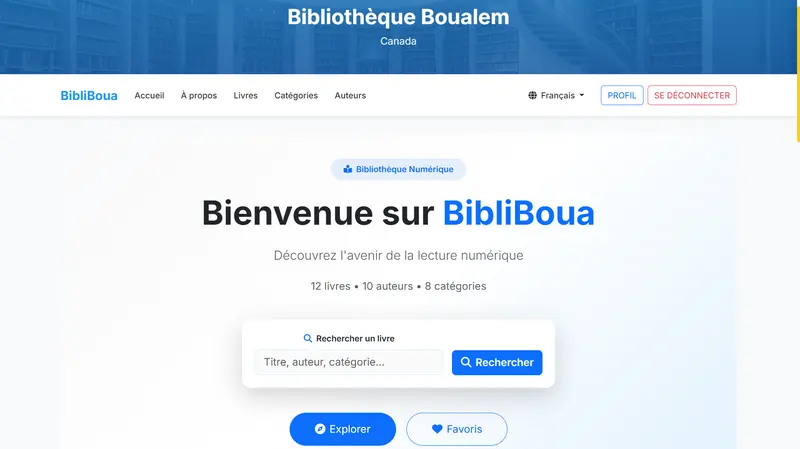 Bibliothèque Boualem
Canada
BibliBoua Accueil À propos Livres Catégories Auteurs Français PROFIL SE DÉCONNECTER
Bibliothèque Numérique
Bienvenue sur BibliBoua
Découvrez l'avenir de la lecture numérique
12 livres • 10 auteurs • 8 catégories
Rechercher un livre
Titre, auteur, catégorie... Rechercher
Explorer Favoris